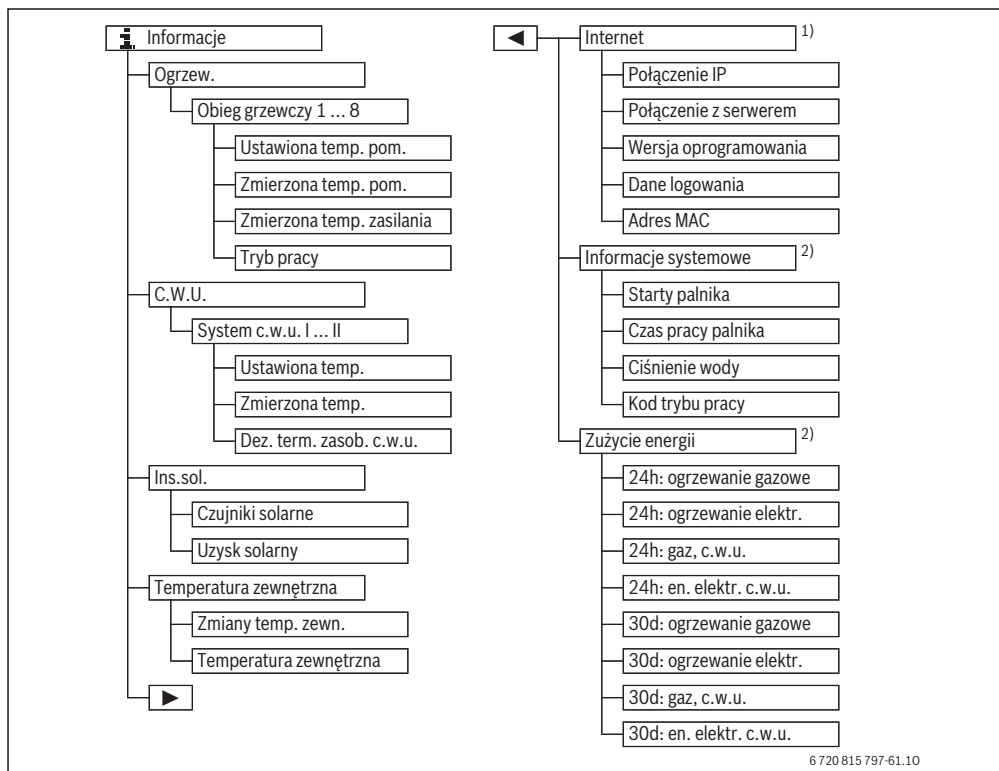 i Informacje
Ogrzew.
Obieg grzewczy 1 ... 8
Ustawiona temp. pom.
Zmierzona temp. pom.
Zmierzona temp. zasilania
Tryb pracy
C.W.U.
System c.w.u. I ... II
Ustawiona temp.
Zmierzona temp.
Dez. term. zasob. c.w.u.
Ins.sol.
Czujniki solarne
Uzysk solarny
Temperatura zewnętrzna
Zmiany temp. zewn.
Temperatura zewnętrzna
Internet 1)
Połączenie IP
Połączenie z serwerem
Wersja oprogramowania
Dane logowania
Adres MAC
Informacje systemowe 2)
Starty palnika
Czas pracy palnika
Ciśnienie wody
Kod trybu pracy
Zużycie energii 2)
24h: ogrzewanie gazowe
24h: ogrzewanie elektr.
24h: gaz, c.w.u.
24h: en. elektr. c.w.u.
30d: ogrzewanie gazowe
30d: ogrzewanie elektr.
30d: gaz, c.w.u.
30d: en. elektr. c.w.u.
6 720 815 797-61.1O